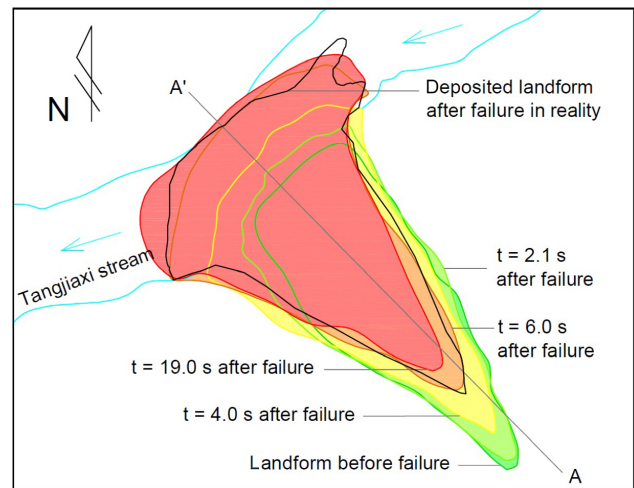 N
A'
Deposited landform
after failure in reality
t = 2.1 s
after failure
t = 6.0 s
after failure
Tangjiaxi stream
t = 19.0 s after failure
t = 4.0 s after failure
Landform before failure
A